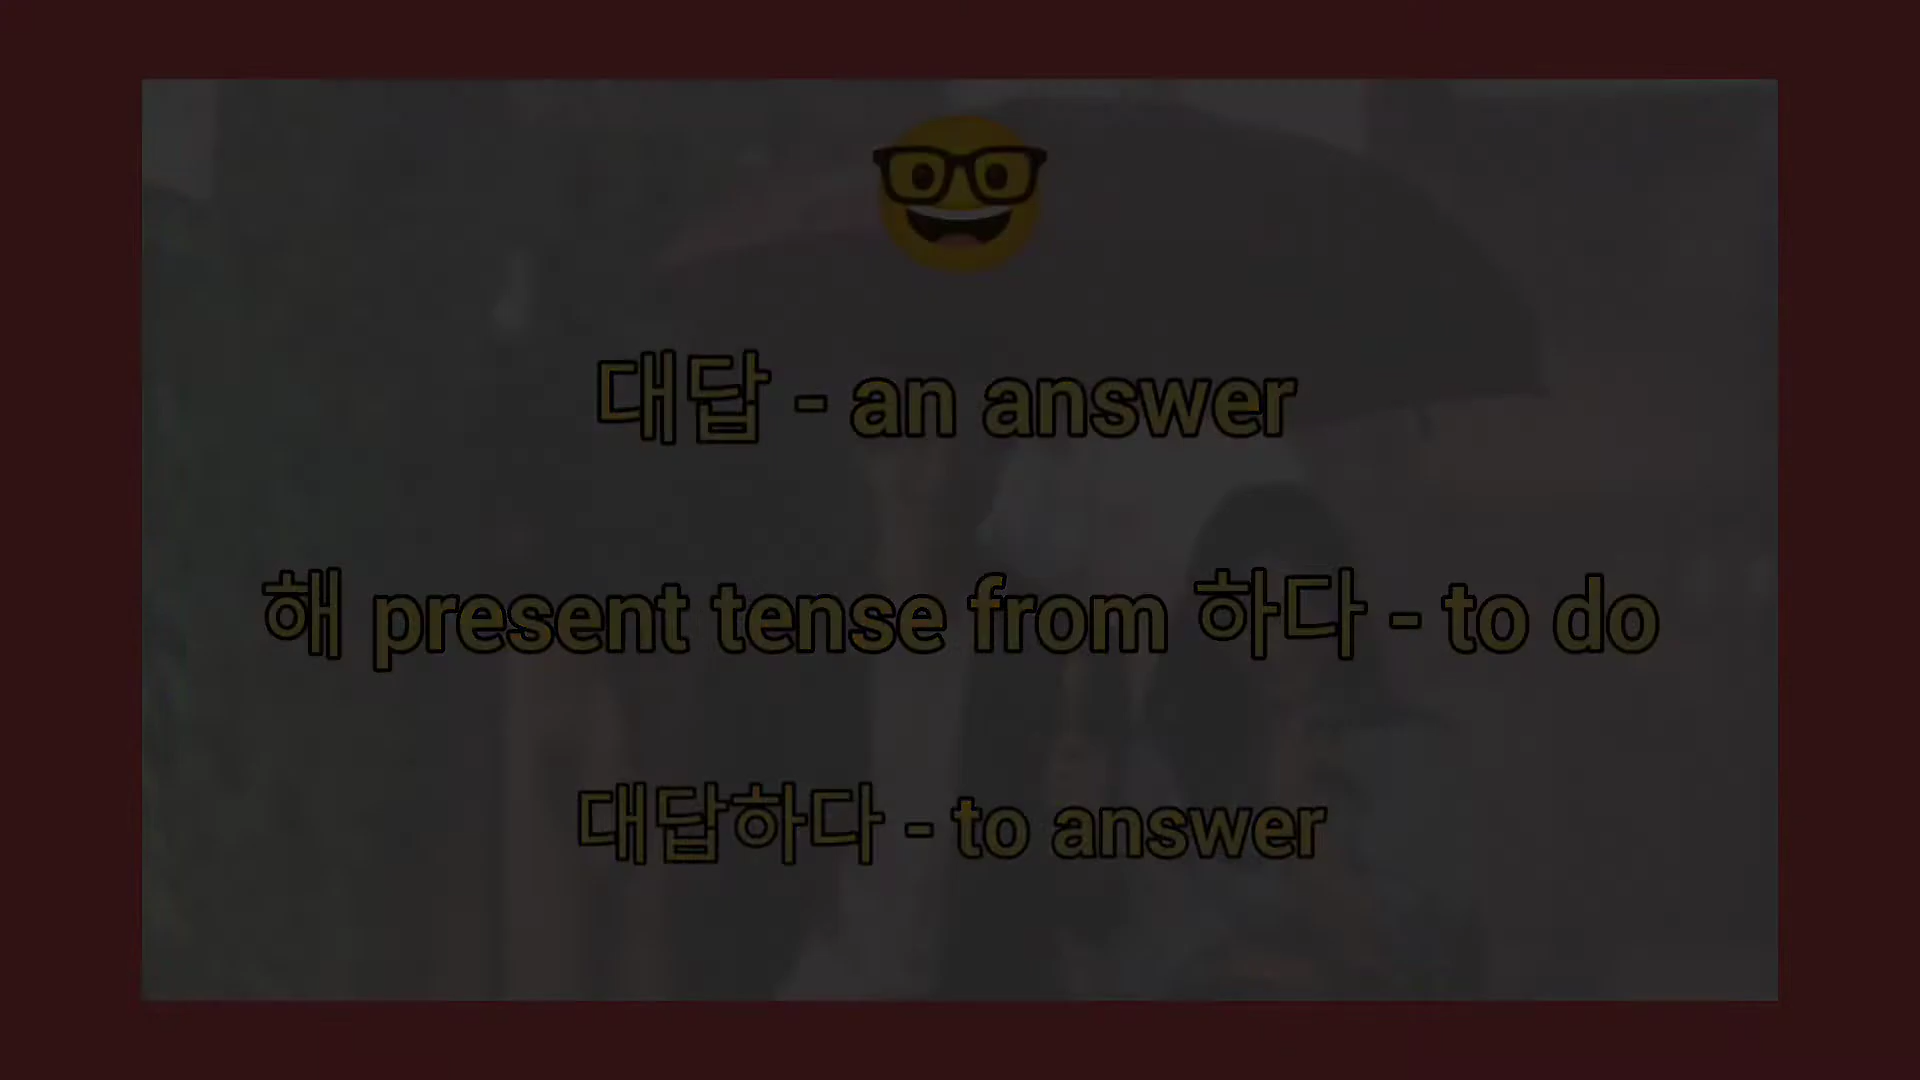 대답 - an answer
해 present tense from 하다 - to do
대답하다 - to answer